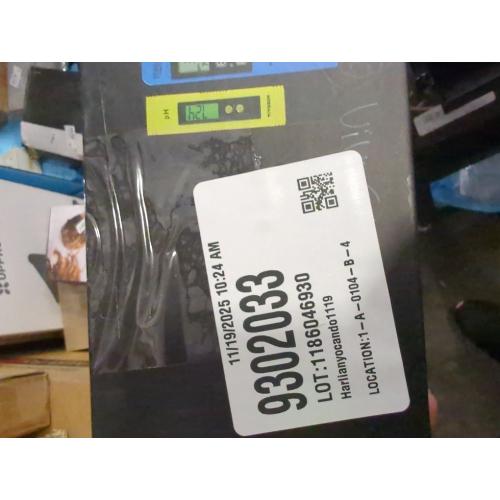 pH
11/19/2025 10:24 AM
9302033
LOT:1186046930
Harlianyocando1119
LOCATION:1-A-0104-B-4